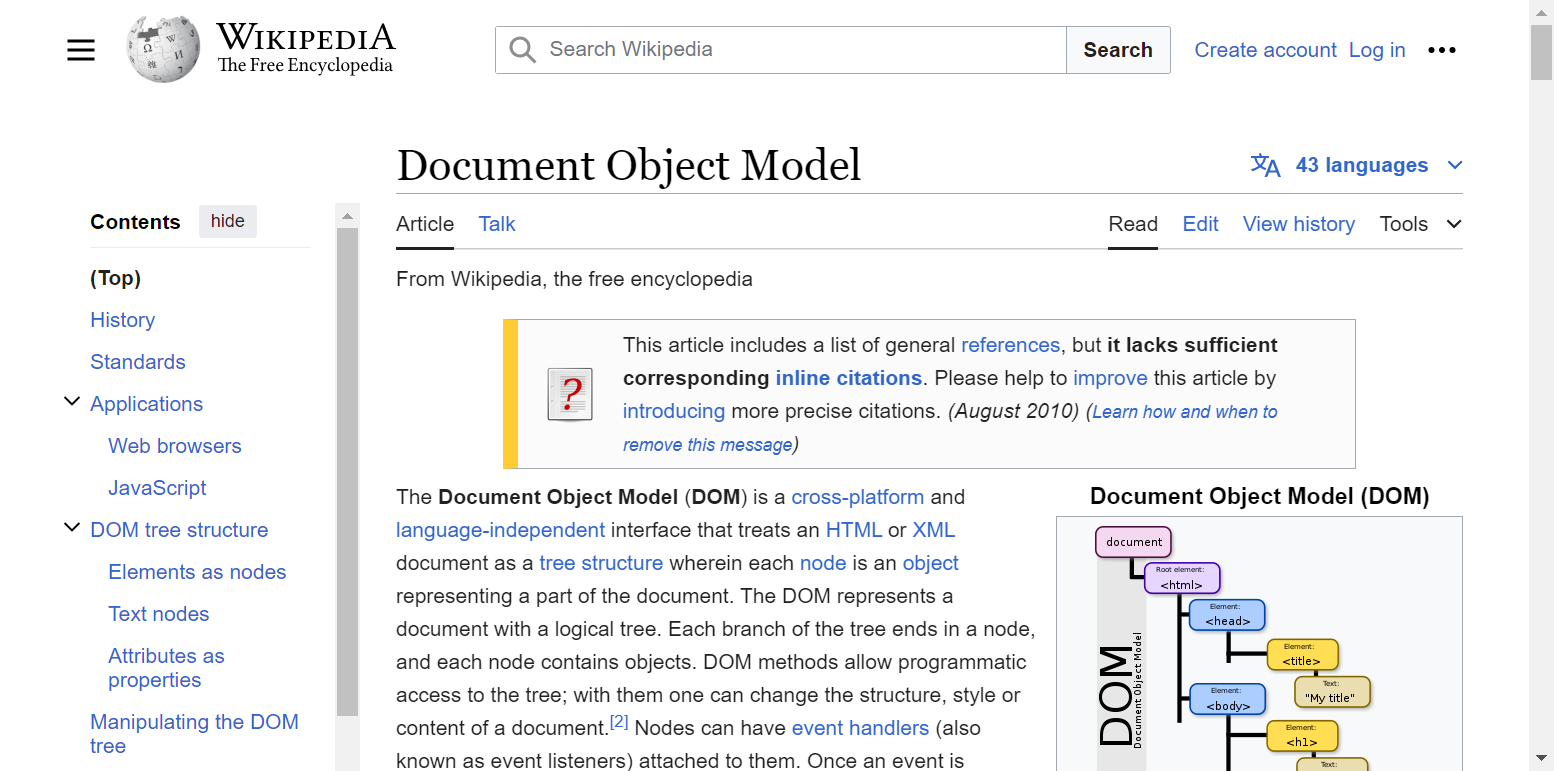 WIKIPEDIA
The Free Encyclopedia
Search Wikipedia
Search
Create account
Log in
Document Object Model
43 languages
Contents
hide
(Top)
History
Standards
Applications
Web browsers
JavaScript
DOM tree structure
Elements as nodes
Text nodes
Attributes as
properties
Manipulating the DOM
tree
Article
Talk
Read
Edit
View history
Tools
From Wikipedia, the free encyclopedia
This article includes a list of general references, but it lacks sufficient
corresponding inline citations. Please help to improve this article by
introducing more precise citations. (August 2010) (Learn how and when to
remove this message)
The Document Object Model (DOM) is a cross-platform and
language-independent interface that treats an HTML or XML
document as a tree structure wherein each node is an object
representing a part of the document. The DOM represents a
document with a logical tree. Each branch of the tree ends in a node,
and each node contains objects. DOM methods allow programmatic
access to the tree; with them one can change the structure, style or
content of a document.[2] Nodes can have event handlers (also
known as event listeners) attached to them. Once an event is
Document Object Model (DOM)
document
Root element:
<html>
Element:
<head>
Element:
<title>
Text:
"My title"
Element:
<body>
Element:
<h1>
Text:
DOM
Document Object Model